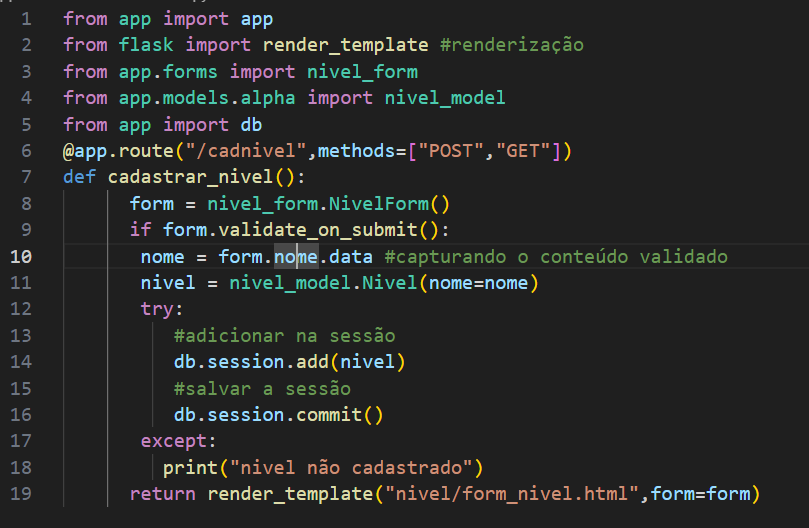 1 from app import app
2 from flask import render_template #renderização
3 from app.forms import nivel_form
4 from app.models.alpha import nivel_model
5 from app import db
6 @app.route("/cadnivel",methods=["POST","GET"])
7 def cadastrar_nivel():
8 form = nivel_form.NivelForm()
9 if form.validate_on_submit():
10 nome = form.nome.data #capturando o conteúdo validado
11 nivel = nivel_model.Nivel(nome=nome)
12 try:
13 #adicionar na sessão
14 db.session.add(nivel)
15 #salvar a sessão
16 db.session.commit()
17 except:
18 print("nivel não cadastrado")
19 return render_template("nivel/form_nivel.html",form=form)